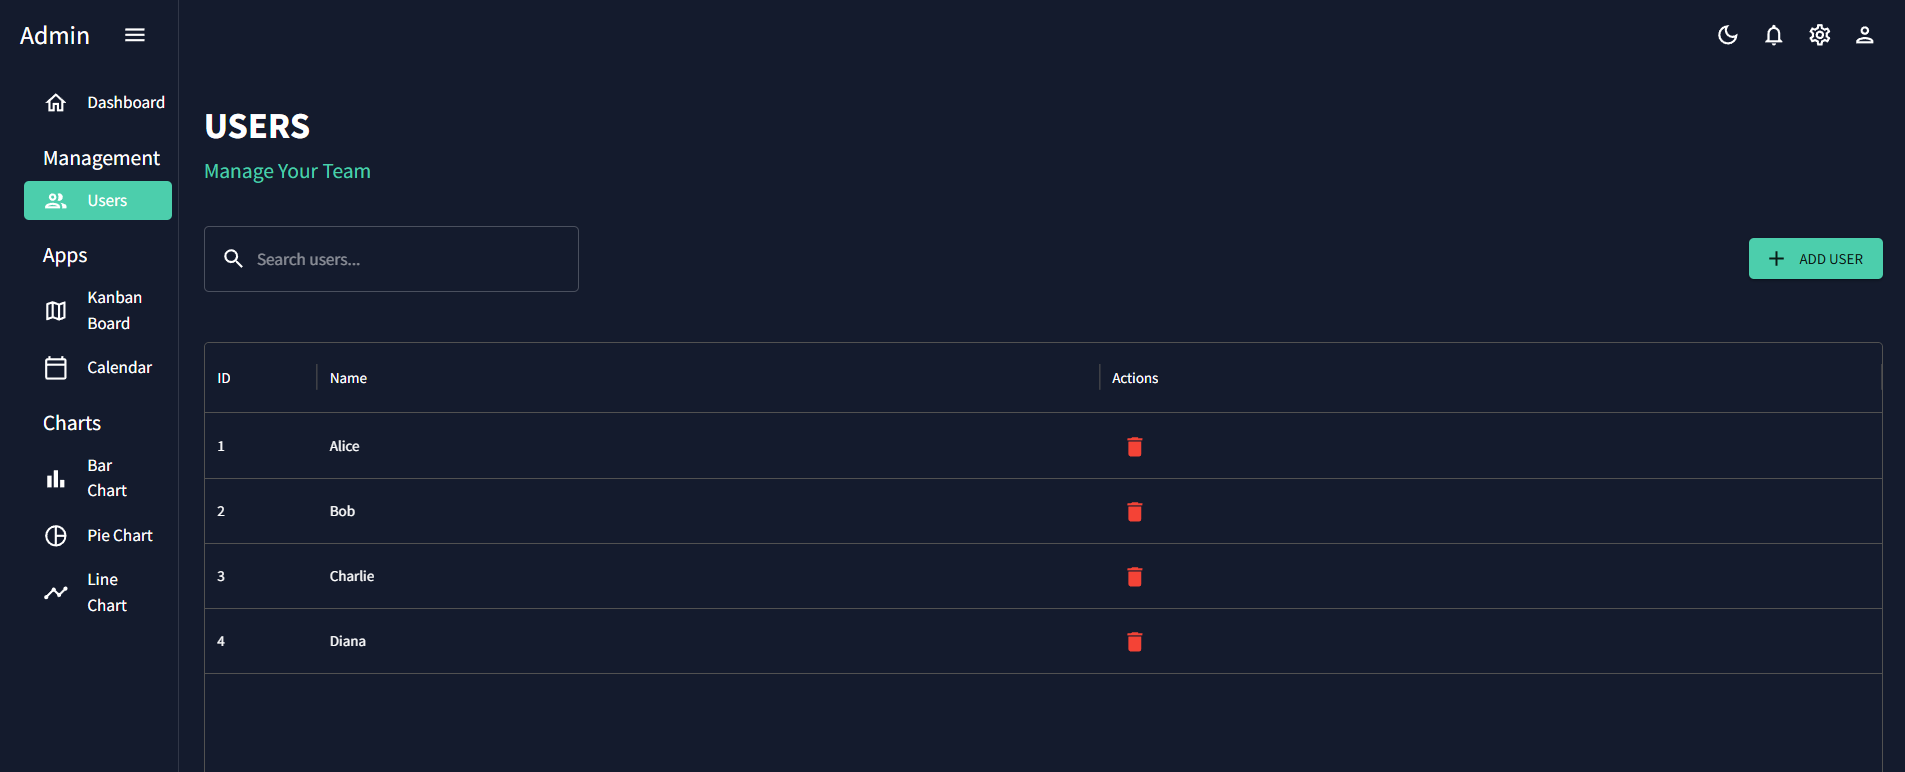 Admin
Dashboard
Management
Users
Apps
Kanban
Board
Calendar
Charts
Bar
Chart
Pie Chart
Line
Chart
USERS
Manage Your Team
Search users...
ADD USER
ID Name Actions
1 Alice
2 Bob
3 Charlie
4 Diana